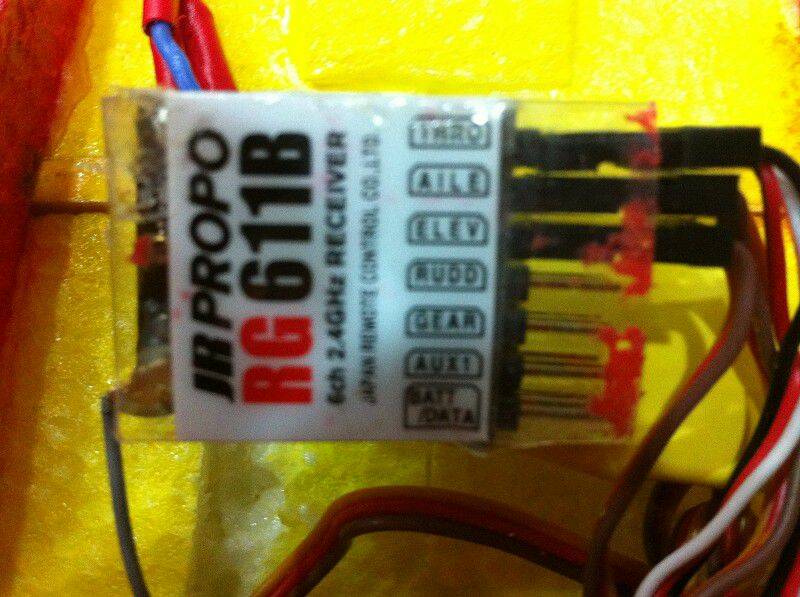 JR PROPO
RG 611B
6ch 2.4GHz RECEIVER
JAPAN REMOTE CONTROL CO.,LTD.
THRO
AILE
ELEV
RUDD
GEAR
AUX1
BATT
/DATA